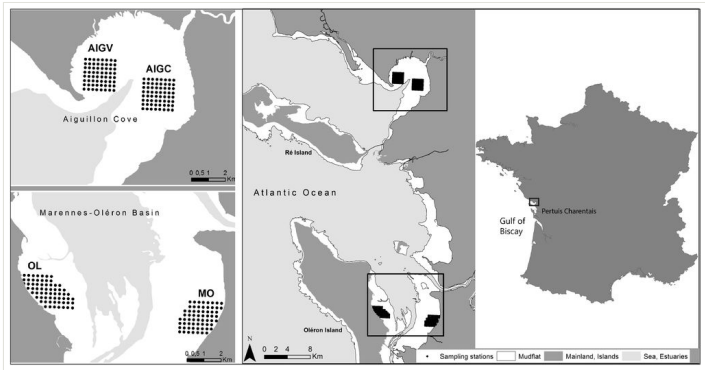 AIGV
AIGC
Aiguillon Cove
0 0,5 1 2
Km
Marennes-Oléron Basin
OL
MO
0 0,5 1 2
Km
Ré Island
Atlantic Ocean
Oléron Island
N
0 2 4 8
Km
Pertuis Charentais
Gulf of
Biscay
Sampling stations Mudflat Mainland, Islands Sea, Estuaries